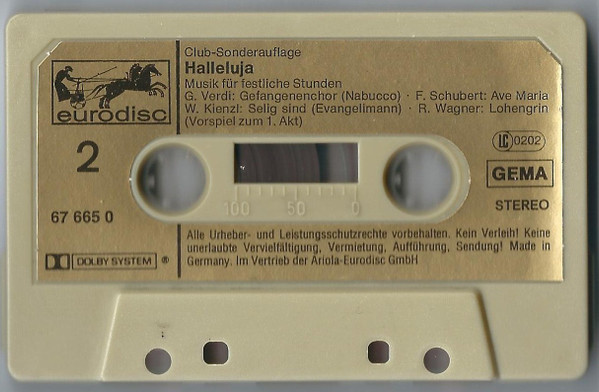 Club-Sonderauflage
Halleluja
Musik für festliche Stunden
G. Verdi: Gefangenenchor (Nabucco) · F. Schubert: Ave Maria
W. Kienzl: Selig sind (Evangelimann) · R. Wagner: Lohengrin
(Vorspiel zum 1. Akt)
eurodisc
2
LC 0202
GEMA
100 50 0
67 665 0
STEREO
Alle Urheber- und Leistungsschutzrechte vorbehalten. Kein Verleih! Keine
unerlaubte Vervielfältigung, Vermietung, Aufführung, Sendung! Made in
Germany. Im Vertrieb der Ariola-Eurodisc GmbH
DOLBY SYSTEM ®